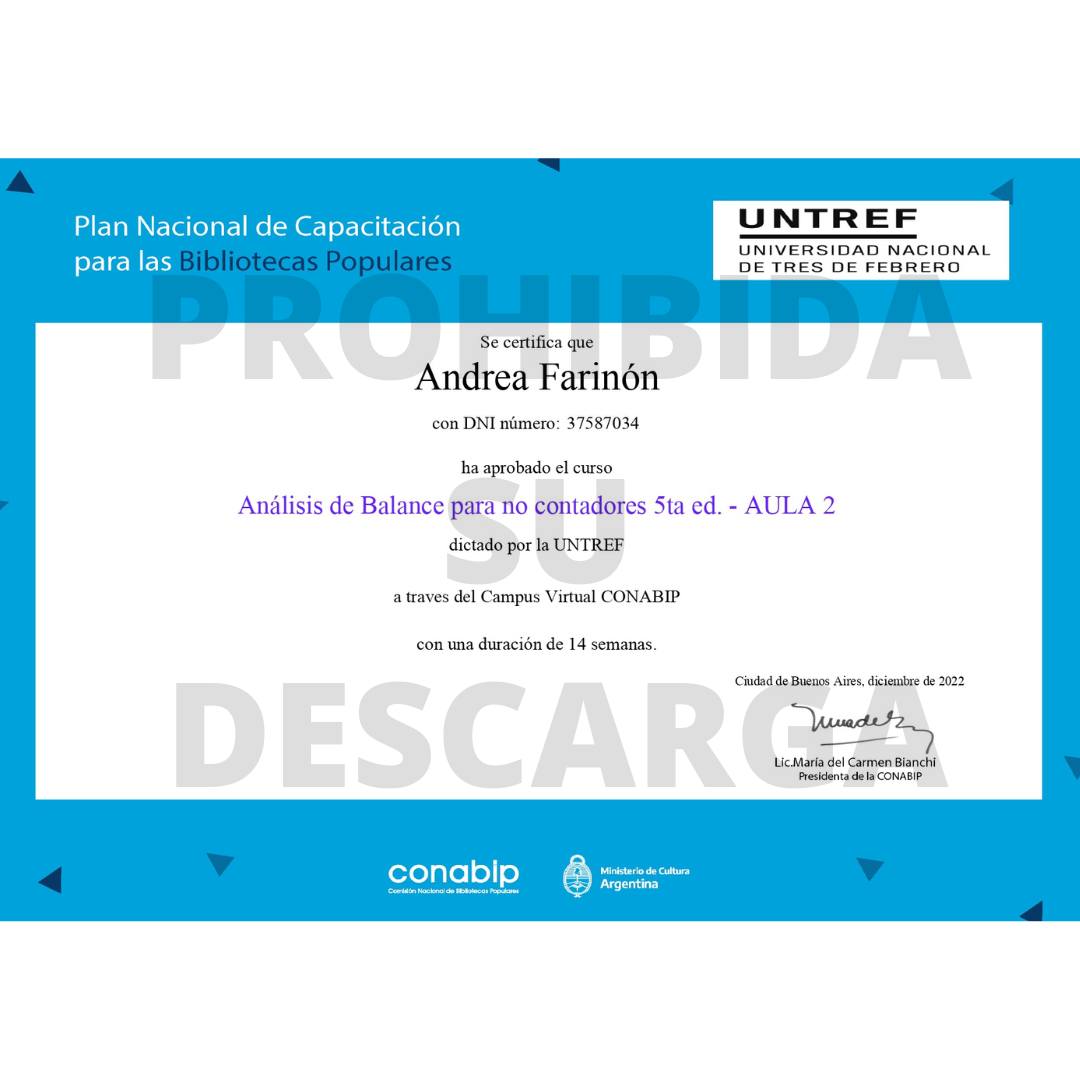 Plan Nacional de Capacitación
para las Bibliotecas Populares
UNTREF
UNIVERSIDAD NACIONAL
DE TRES DE FEBRERO
PROHIBIDA
Se certifica que
Andrea Farinón
con DNI número: 37587034
ha aprobado el curso
SU
Análisis de Balance para no contadores 5ta ed. - AULA 2
dictado por la UNTREF
a traves del Campus Virtual CONABIP
con una duración de 14 semanas.
DESCARGA
Ciudad de Buenos Aires, diciembre de 2022
Lic.María del Carmen Bianchi
Presidenta de la CONABIP
conabip
Comisión Nacional de Bibliotecas Populares
Ministerio de Cultura
Argentina